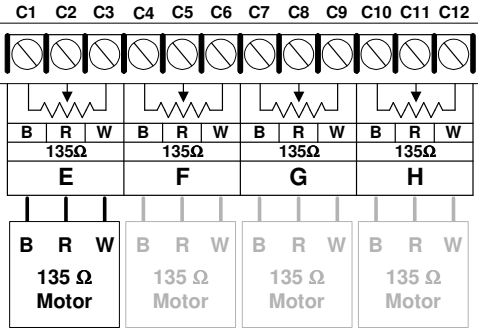 C1 C2 C3 C4 C5 C6 C7 C8 C9 C10 C11 C12
B R W B R W B R W B R W
135Ω 135Ω 135Ω 135Ω
E F G H
B R W B R W B R W B R W
135 Ω 135 Ω 135 Ω 135 Ω
Motor Motor Motor Motor